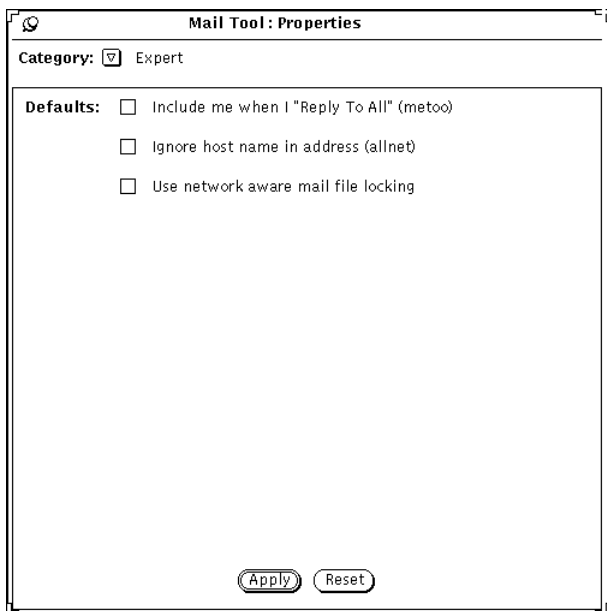 Mail Tool: Properties
Category: Expert
Defaults: Include me when I "Reply To All" (metoo)
Ignore host name in address (allnet)
Use network aware mail file locking
Apply Reset